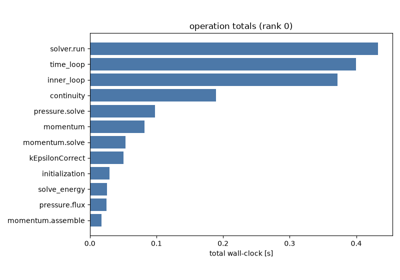 operation totals (rank 0)
solver.run
time_loop
inner_loop
continuity
pressure.solve
momentum
momentum.solve
kEpsilonCorrect
initialization
solve_energy
pressure.flux
momentum.assemble
0.0 0.1 0.2 0.3 0.4
total wall-clock [s]